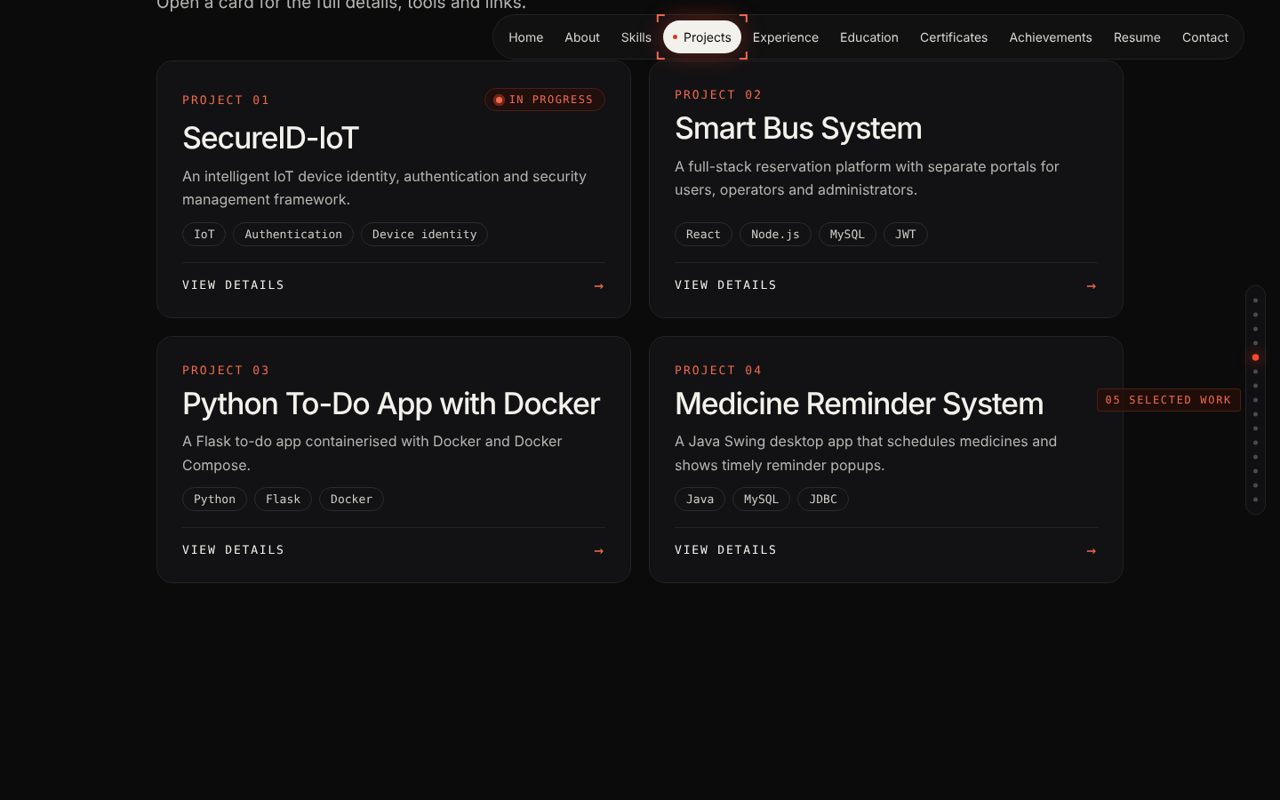 Open a card for the full details, tools and links.
Home About Skills Projects Experience Education Certificates Achievements Resume Contact
PROJECT 01
IN PROGRESS
SecureID-IoT
An intelligent IoT device identity, authentication and security
management framework.
IoT Authentication Device identity
VIEW DETAILS →
PROJECT 02
Smart Bus System
A full-stack reservation platform with separate portals for
users, operators and administrators.
React Node.js MySQL JWT
VIEW DETAILS →
PROJECT 03
Python To-Do App with Docker
A Flask to-do app containerised with Docker and Docker
Compose.
Python Flask Docker
VIEW DETAILS →
PROJECT 04
Medicine Reminder System
A Java Swing desktop app that schedules medicines and
shows timely reminder popups.
Java MySQL JDBC
VIEW DETAILS →
05 SELECTED WORK